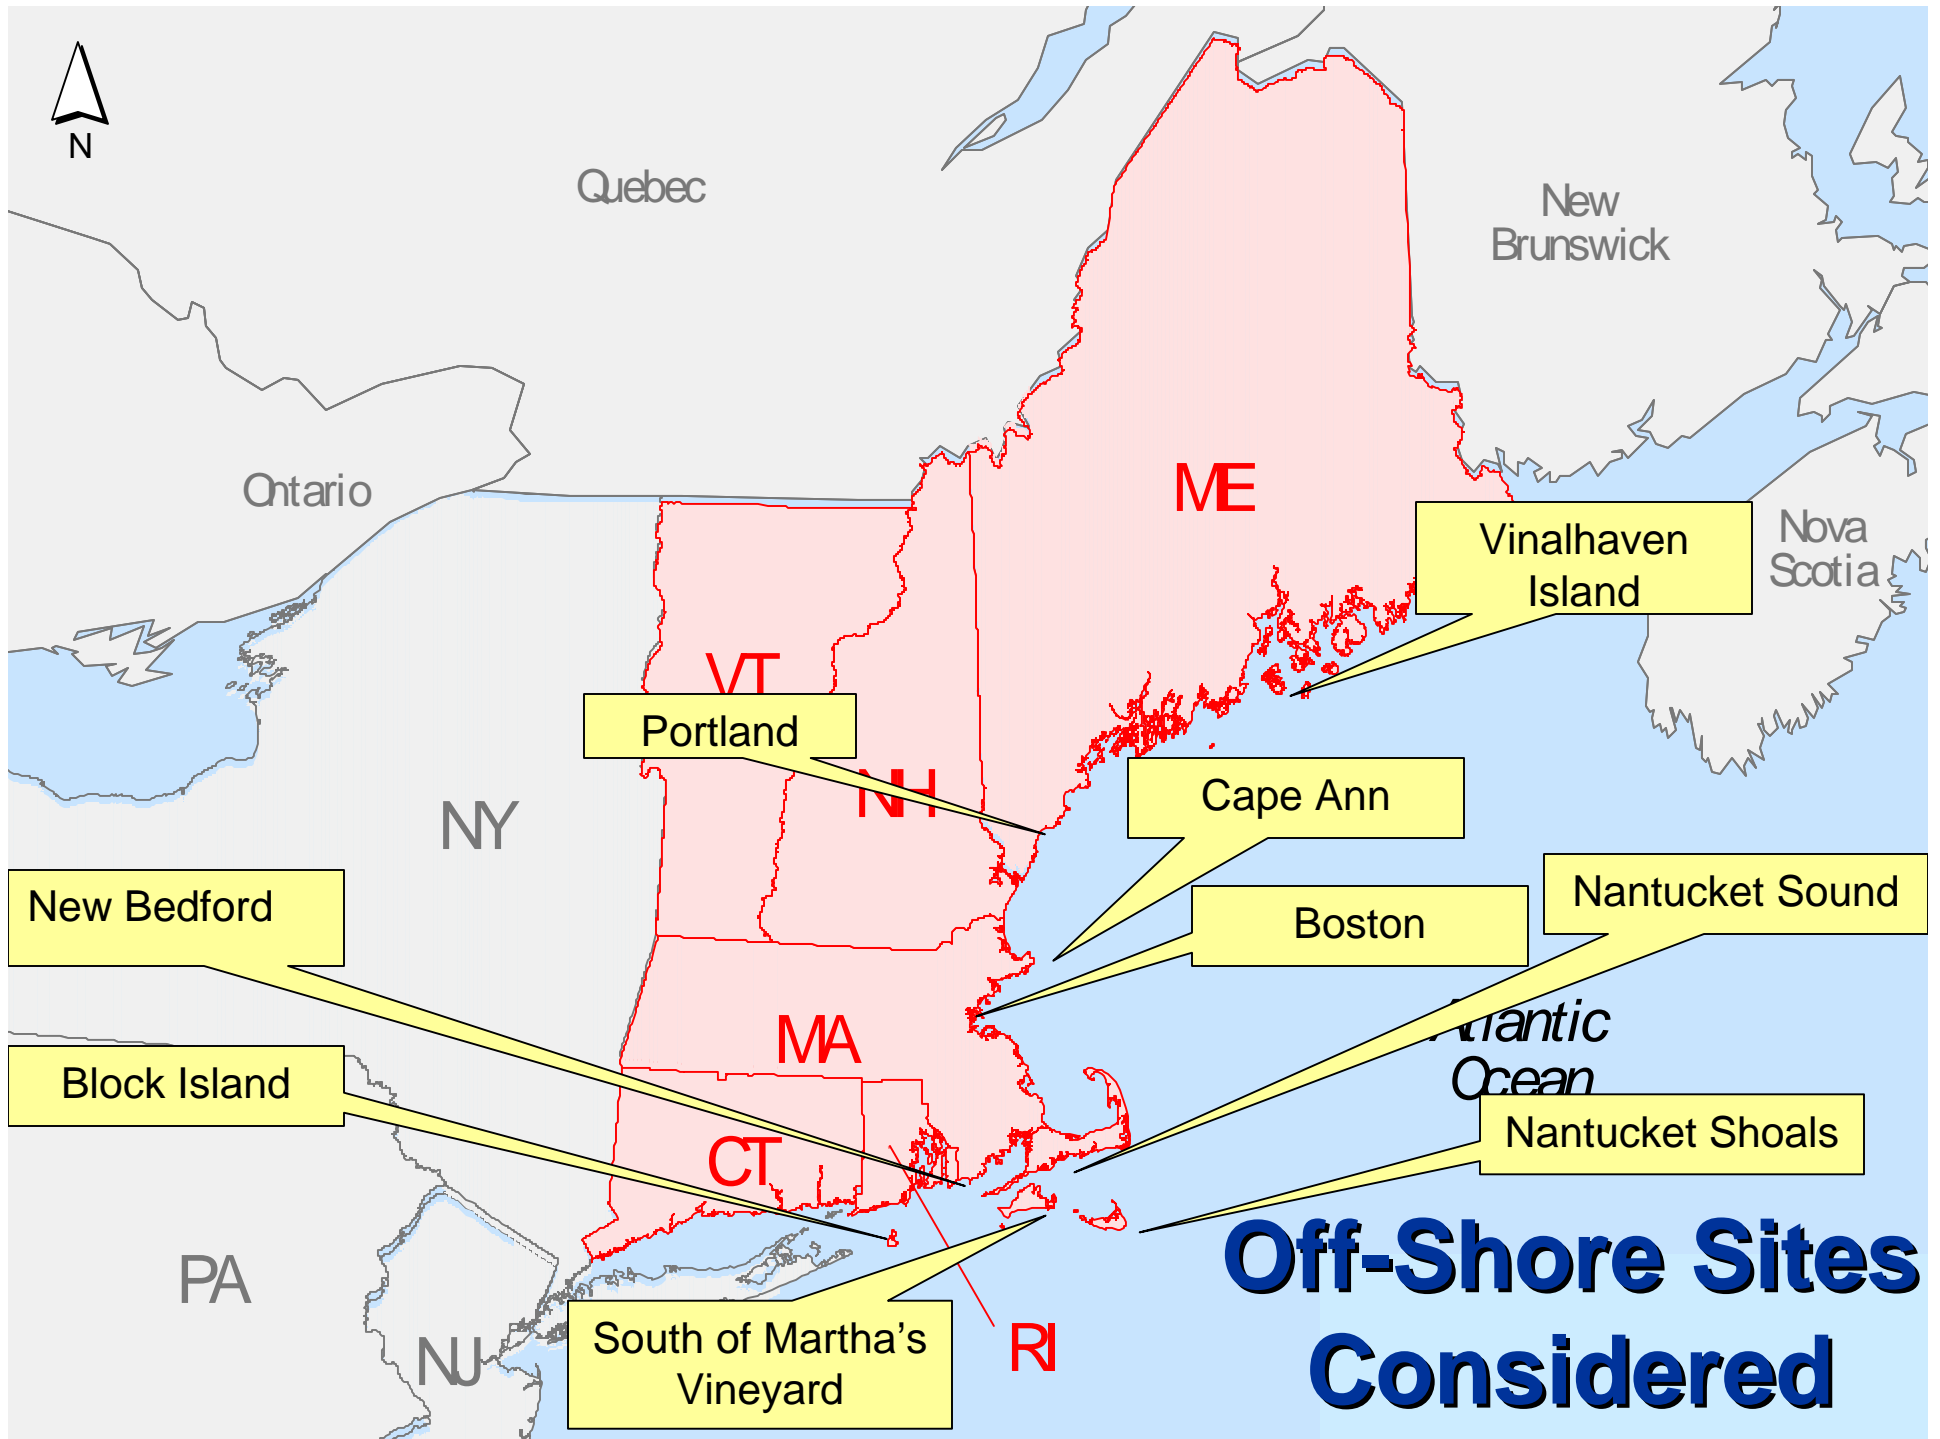 N
Quebec
New
Brunswick
Ontario
ME
Vinalhaven
Island
Nova
Scotia
VT
Portland
NH
Cape Ann
NY
New Bedford
Boston
Nantucket Sound
Atlantic
Ocean
MA
Block Island
CT
Nantucket Shoals
PA
NJ
South of Martha's
Vineyard
RI
Off-Shore Sites
Considered